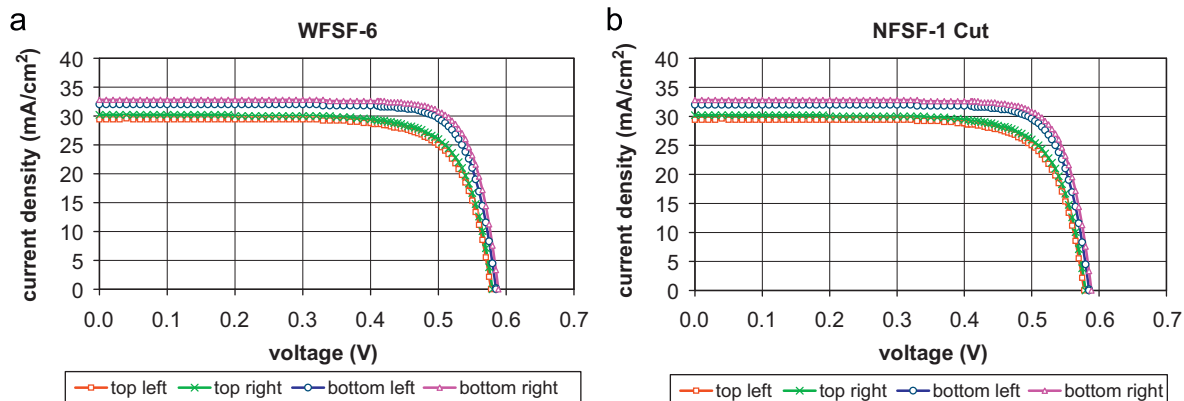 a
WFSF-6
current density (mA/cm²)
40
35
30
25
20
15
10
5
0
0.0 0.1 0.2 0.3 0.4 0.5 0.6 0.7
voltage (V)
top left top right bottom left bottom right
b
NFSF-1 Cut
current density (mA/cm²)
40
35
30
25
20
15
10
5
0
0.0 0.1 0.2 0.3 0.4 0.5 0.6 0.7
voltage (V)
top left top right bottom left bottom right